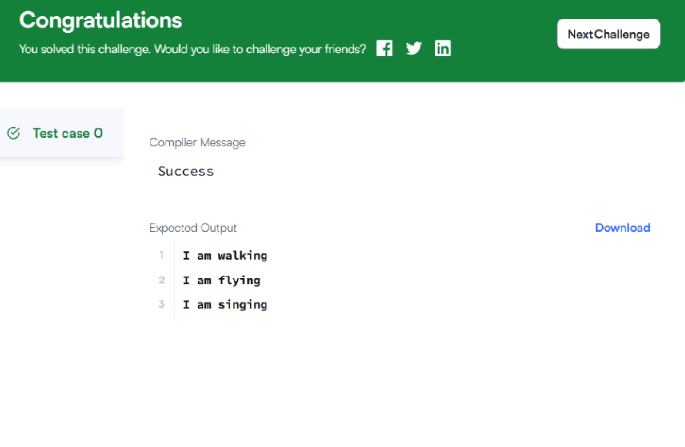 Congratulations
You solved this challenge. Would you like to challenge your friends?
NextChallenge
Test case 0
Compiler Message
Success
Expected Output
Download
1 I am walking
2 I am flying
3 I am singing